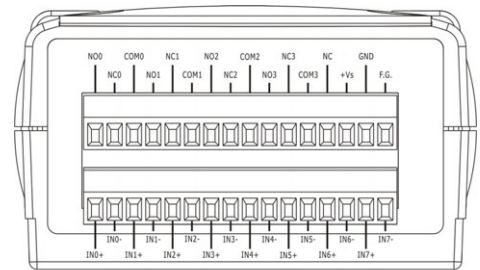 NO0 COM0 NC1 NO2 COM2 NC3 NC GND
NC0 NO1 COM1 NC2 NO3 COM3 +Vs F.G.
IN0- IN1- IN2- IN3- IN4- IN5- IN6- IN7-
IN0+ IN1+ IN2+ IN3+ IN4+ IN5+ IN6+ IN7+